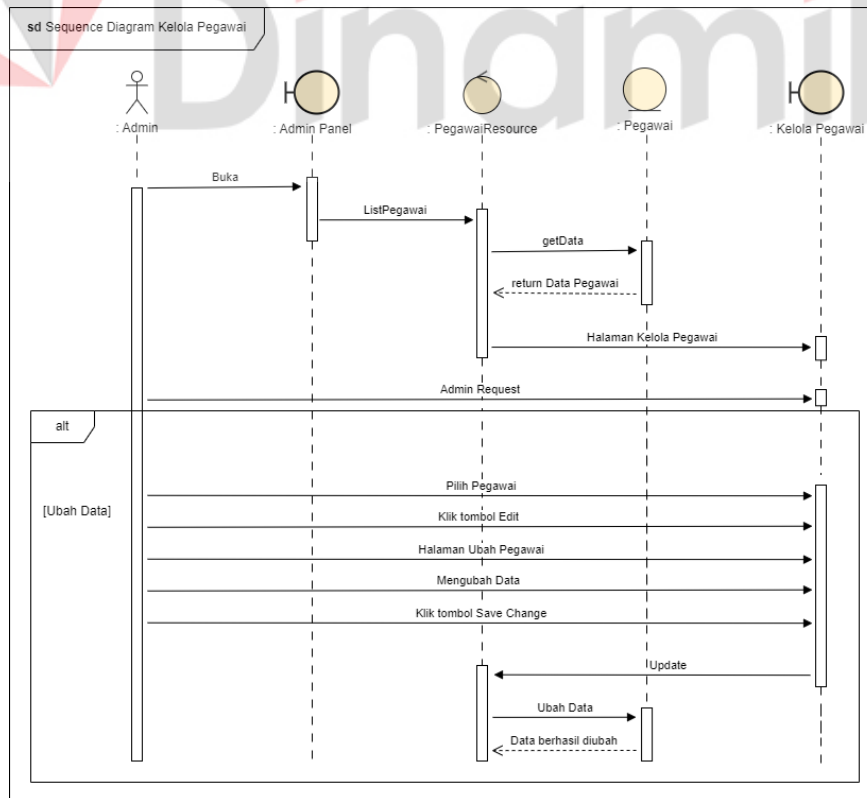 Dinamil
sd Sequence Diagram Kelola Pegawai
: Admin
: Admin Panel
: PegawaiResource
: Pegawai
: Kelola Pegawai
Buka
ListPegawai
getData
return Data Pegawai
Halaman Kelola Pegawai
Admin Request
alt
[Ubah Data]
Pilih Pegawai
Klik tombol Edit
Halaman Ubah Pegawai
Mengubah Data
Klik tombol Save Change
Update
Ubah Data
Data berhasil diubah